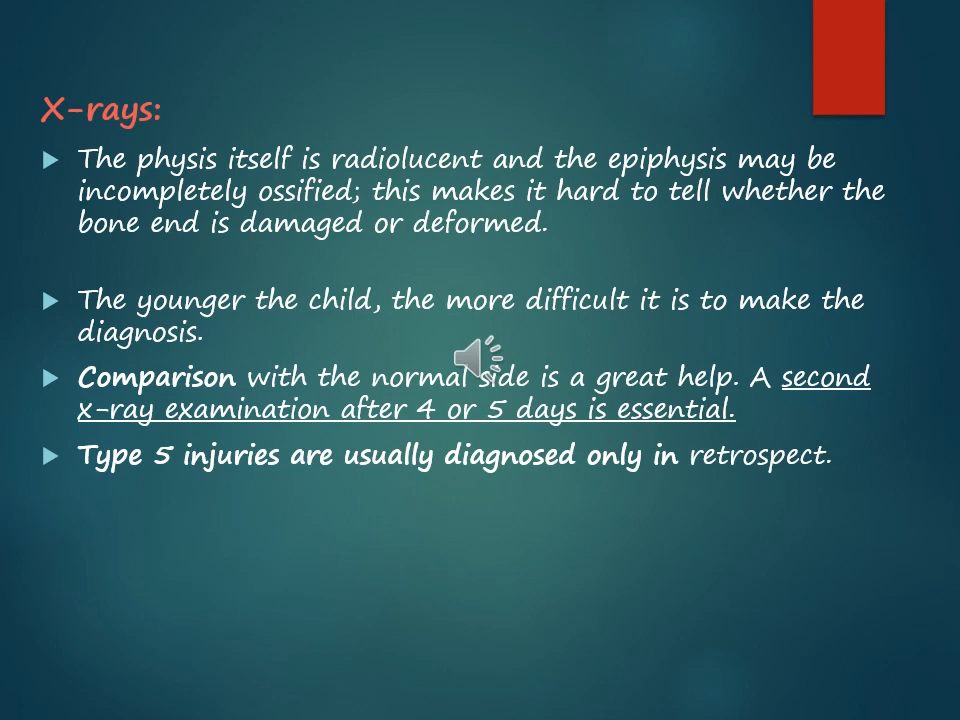 X-rays:
The physis itself is radiolucent and the epiphysis may be
incompletely ossified; this makes it hard to tell whether the
bone end is damaged or deformed.
The younger the child, the more difficult it is to make the
diagnosis.
Comparison with the normal side is a great help. A second
x-ray examination after 4 or 5 days is essential.
Type 5 injuries are usually diagnosed only in retrospect.